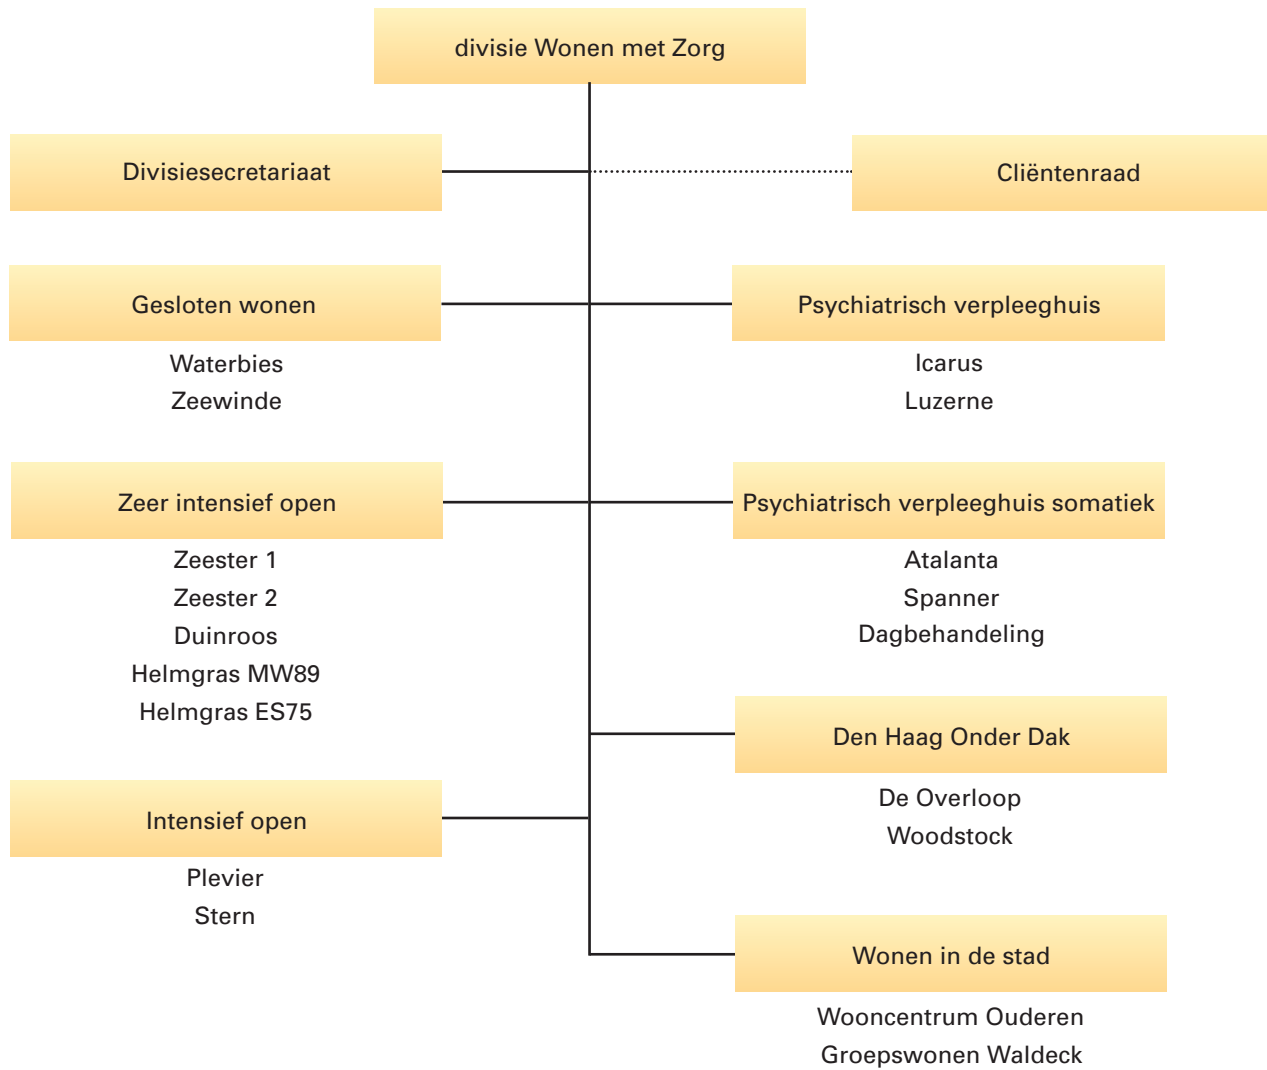 divisie Wonen met Zorg
Divisiesecretariaat
Cliëntenraad
Gesloten wonen
Waterbies
Zeewinde
Psychiatrisch verpleeghuis
Icarus
Luzerne
Zeer intensief open
Zeester 1
Zeester 2
Duinroos
Helmgras MW89
Helmgras ES75
Psychiatrisch verpleeghuis somatiek
Atalanta
Spanner
Dagbehandeling
Den Haag Onder Dak
De Overloop
Woodstock
Intensief open
Plevier
Stern
Wonen in de stad
Wooncentrum Ouderen
Groepswonen Waldeck